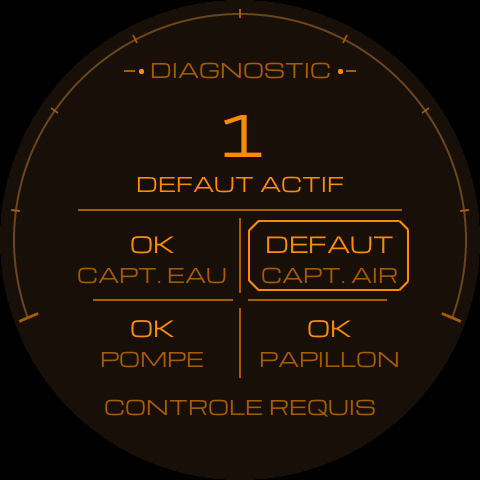 DIAGNOSTIC
1
DEFAUT ACTIF
OK DEFAUT
CAPT. EAU CAPT. AIR
OK OK
POMPE PAPILLON
CONTROLE REQUIS